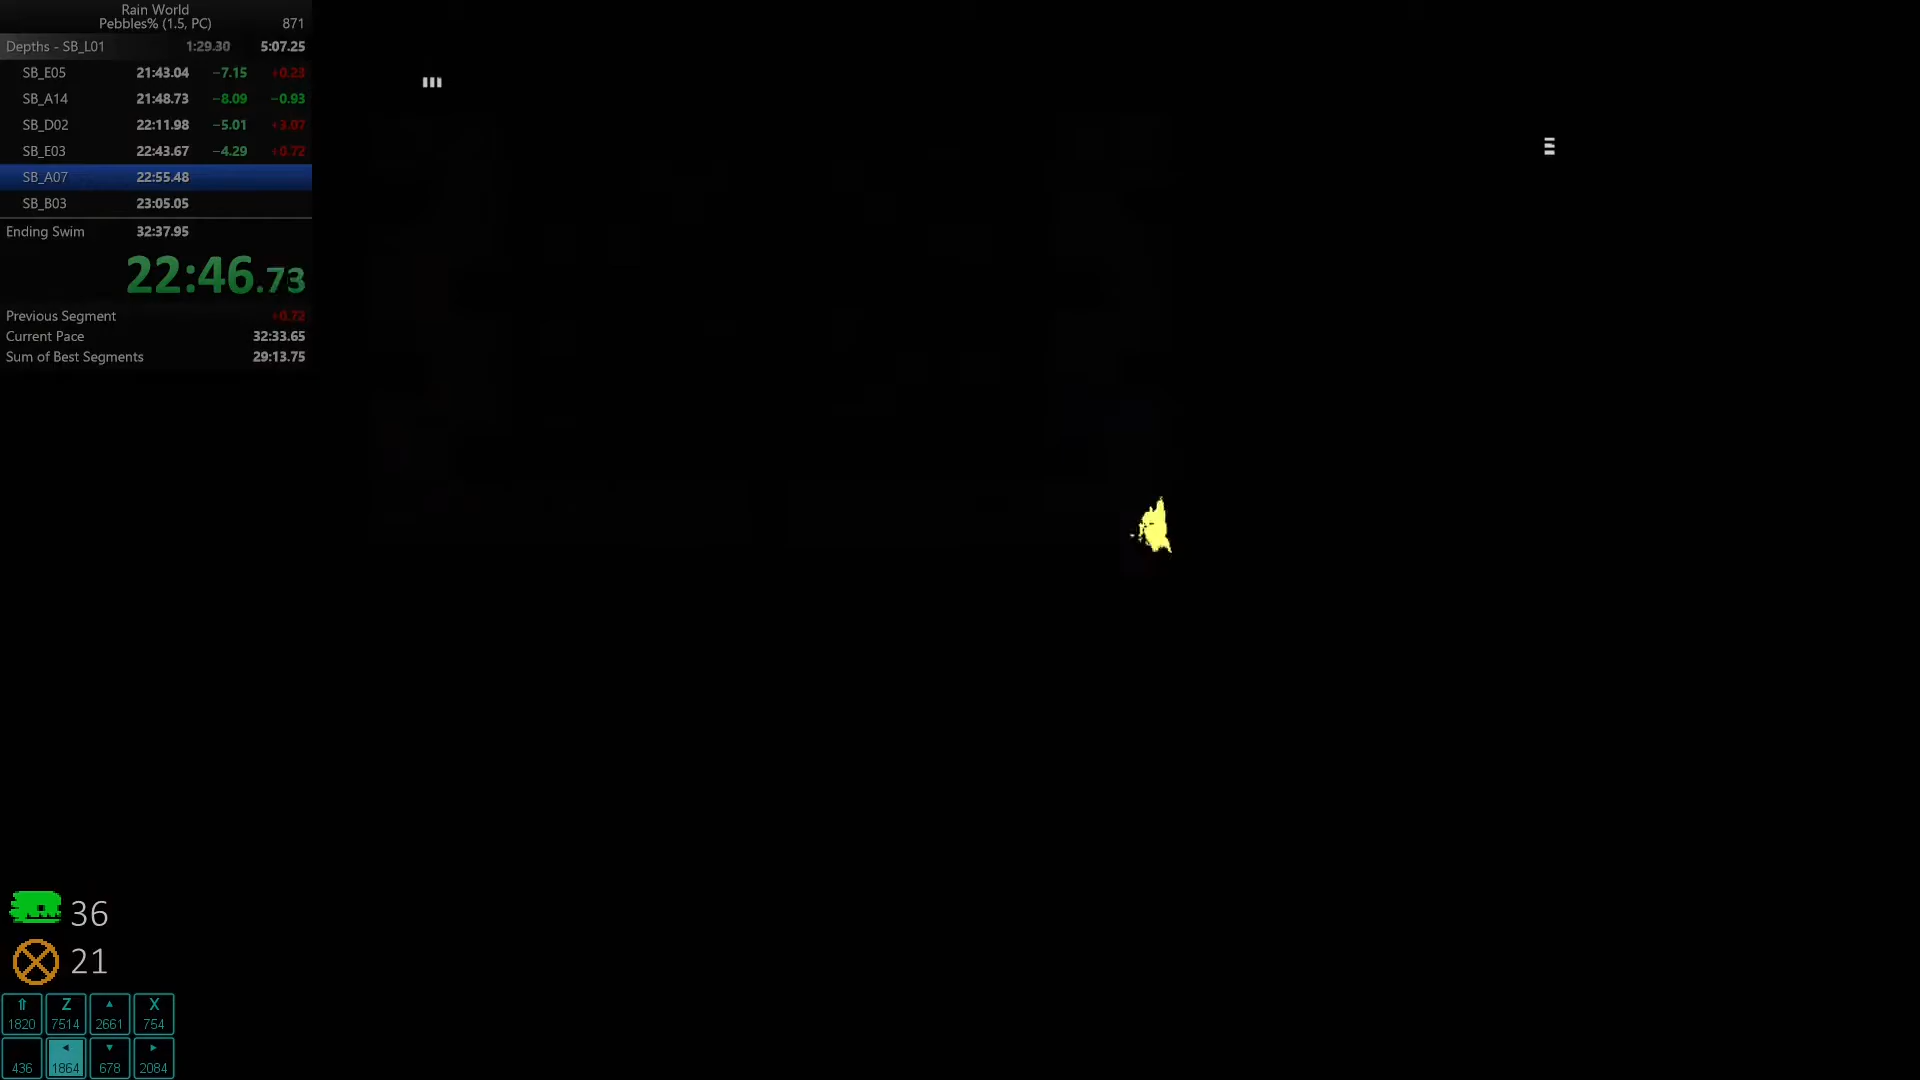 Rain World
Pebbles% (1.5, PC) 871
Depths - SB_L01 1:29.30 5:07.25
SB_E05 21:43.04 −7.15 +0.23
SB_A14 21:48.73 −8.09 −0.93
SB_D02 22:11.98 −5.01 +3.07
SB_E03 22:43.67 −4.29 +0.72
SB_A07 22:55.48
SB_B03 23:05.05
Ending Swim 32:37.95
22:46.73
Previous Segment +0.72
Current Pace 32:33.65
Sum of Best Segments 29:13.75
36
21
⇑ Z ▲ X
1820 7514 2661 754
◄ ▼ ►
436 1864 678 2084